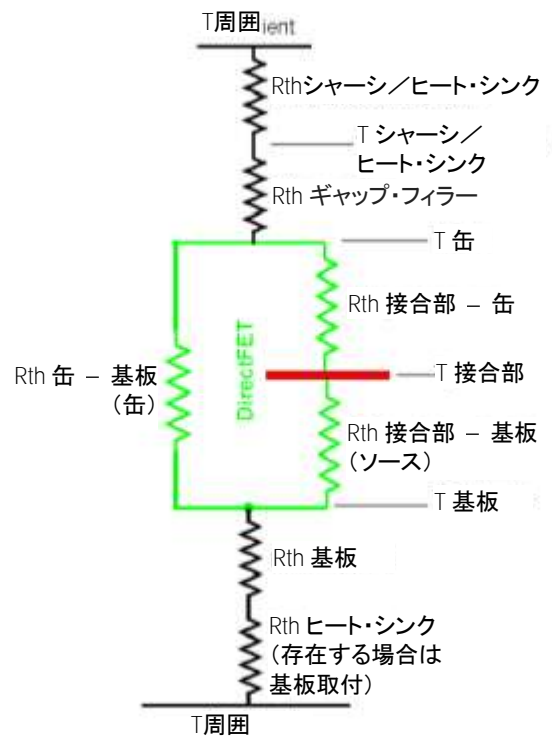 T周囲ient
Rthシャーシ／ヒート・シンク
T シャーシ／
ヒート・シンク
Rth ギャップ・フィラー
T 缶
Rth 接合部 – 缶
DirectFET
Rth 缶 – 基板
（缶）
T 接合部
Rth 接合部 – 基板
（ソース）
T 基板
Rth 基板
Rth ヒート・シンク
（存在する場合は
基板取付）
T周囲